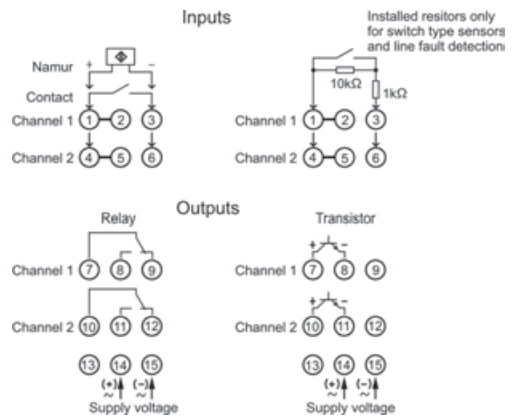 Inputs
Installed resitors only
for switch type sensors
and line fault detection
+ −
Namur
Contact
10kΩ
1kΩ
Channel 1 1 2 3
Channel 2 4 5 6
Channel 1 1 2 3
Channel 2 4 5 6
Outputs
Relay
Channel 1 7 8 9
Channel 2 10 11 12
13 14 15
(+) (−)
~ ~
Supply voltage
Transistor
+ −
Channel 1 7 8 9
+ −
Channel 2 10 11 12
13 14 15
(+) (−)
~ ~
Supply voltage